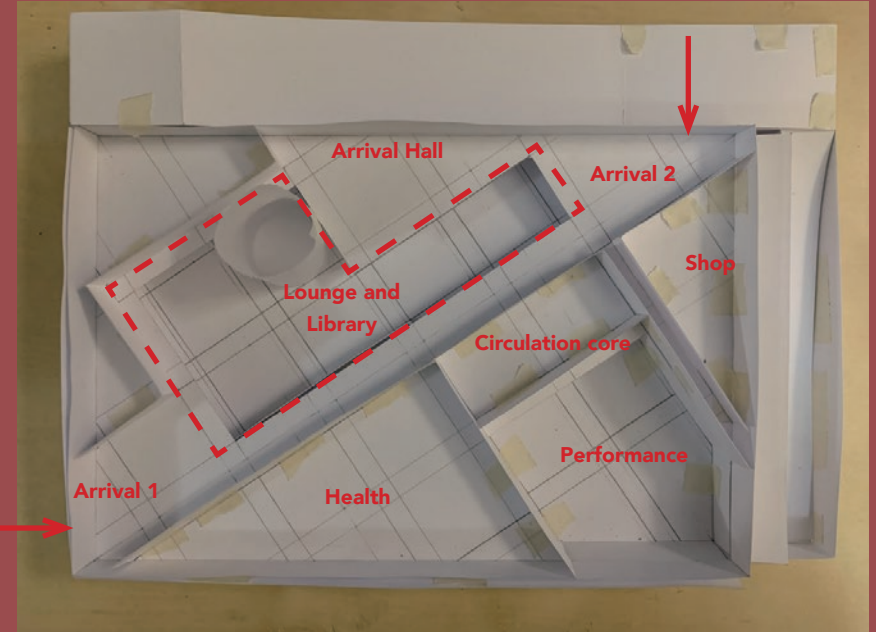 Arrival Hall
Arrival 2
Shop
Lounge and
Library
Circulation core
Performance
Arrival 1
Health